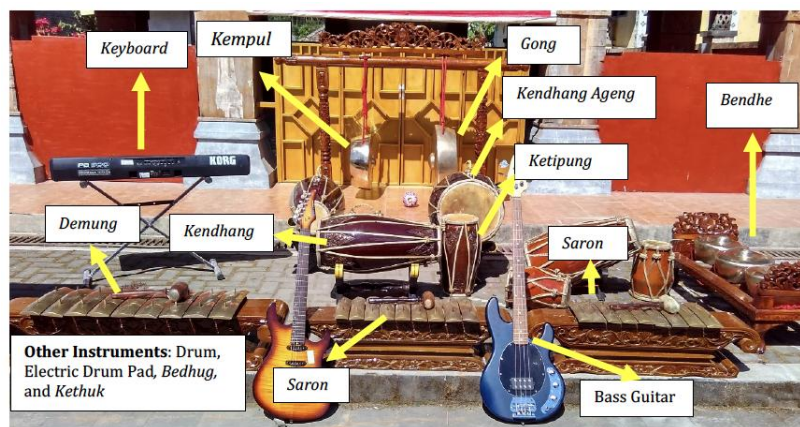 Keyboard
Kempul
Gong
Kendhang Ageng
Bendhe
Ketipung
KORG
Demung
Kendhang
Saron
Other Instruments: Drum,
Electric Drum Pad, Bedhug,
and Kethuk
Saron
Bass Guitar